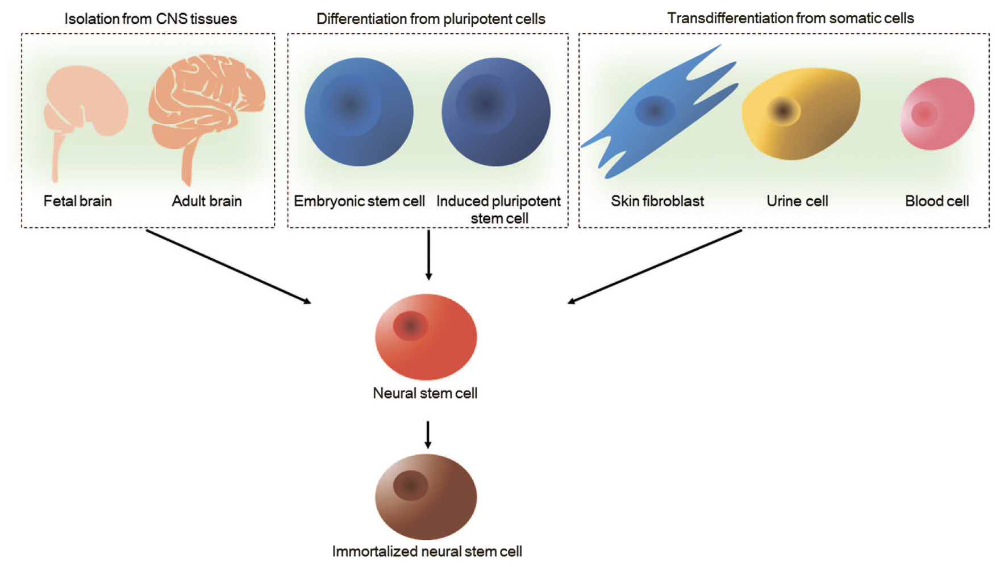 Isolation from CNS tissues
Differentiation from pluripotent cells
Transdifferentiation from somatic cells
Fetal brain
Adult brain
Embryonic stem cell
Induced pluripotent
stem cell
Skin fibroblast
Urine cell
Blood cell
Neural stem cell
Immortalized neural stem cell